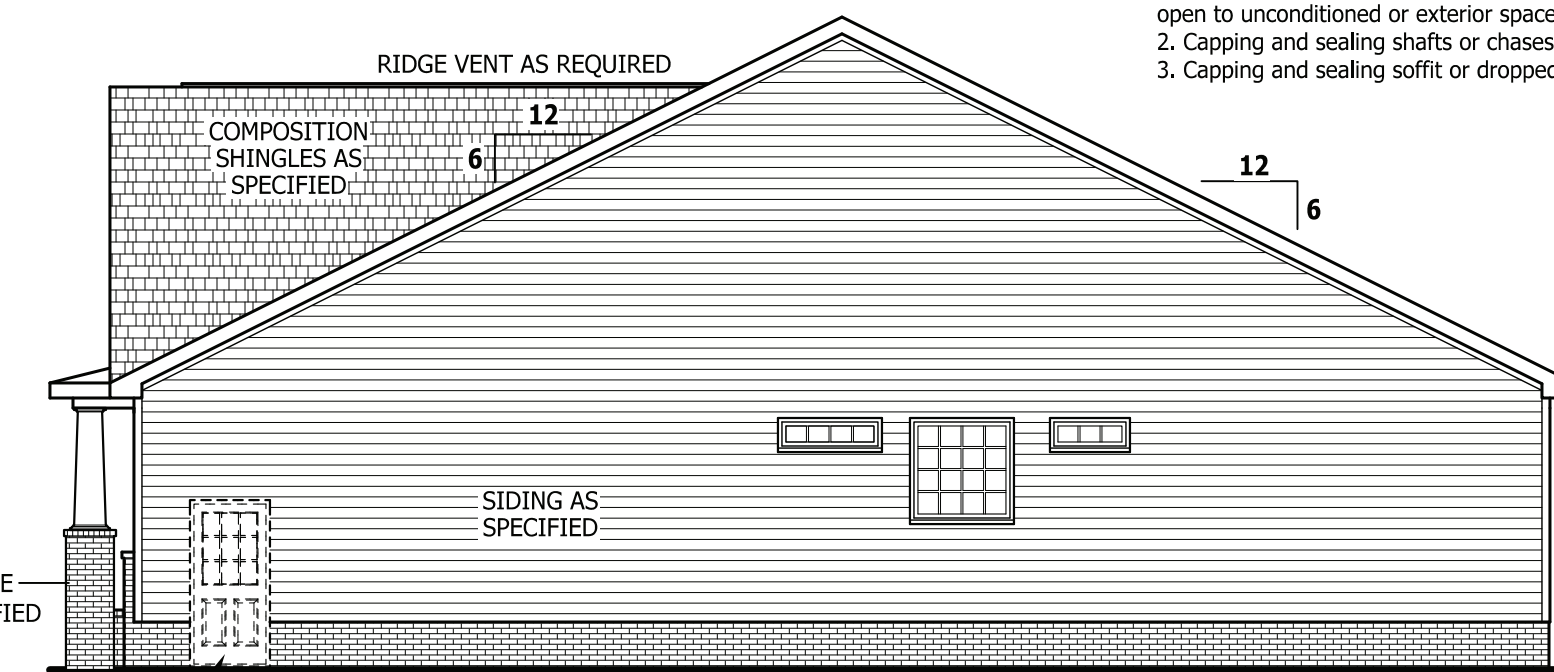 open to unconditioned or exterior space
2. Capping and sealing shafts or chases
3. Capping and sealing soffit or dropped
RIDGE VENT AS REQUIRED
COMPOSITION
SHINGLES AS
SPECIFIED
12
6
12
6
SIDING AS
SPECIFIED
E
FIED